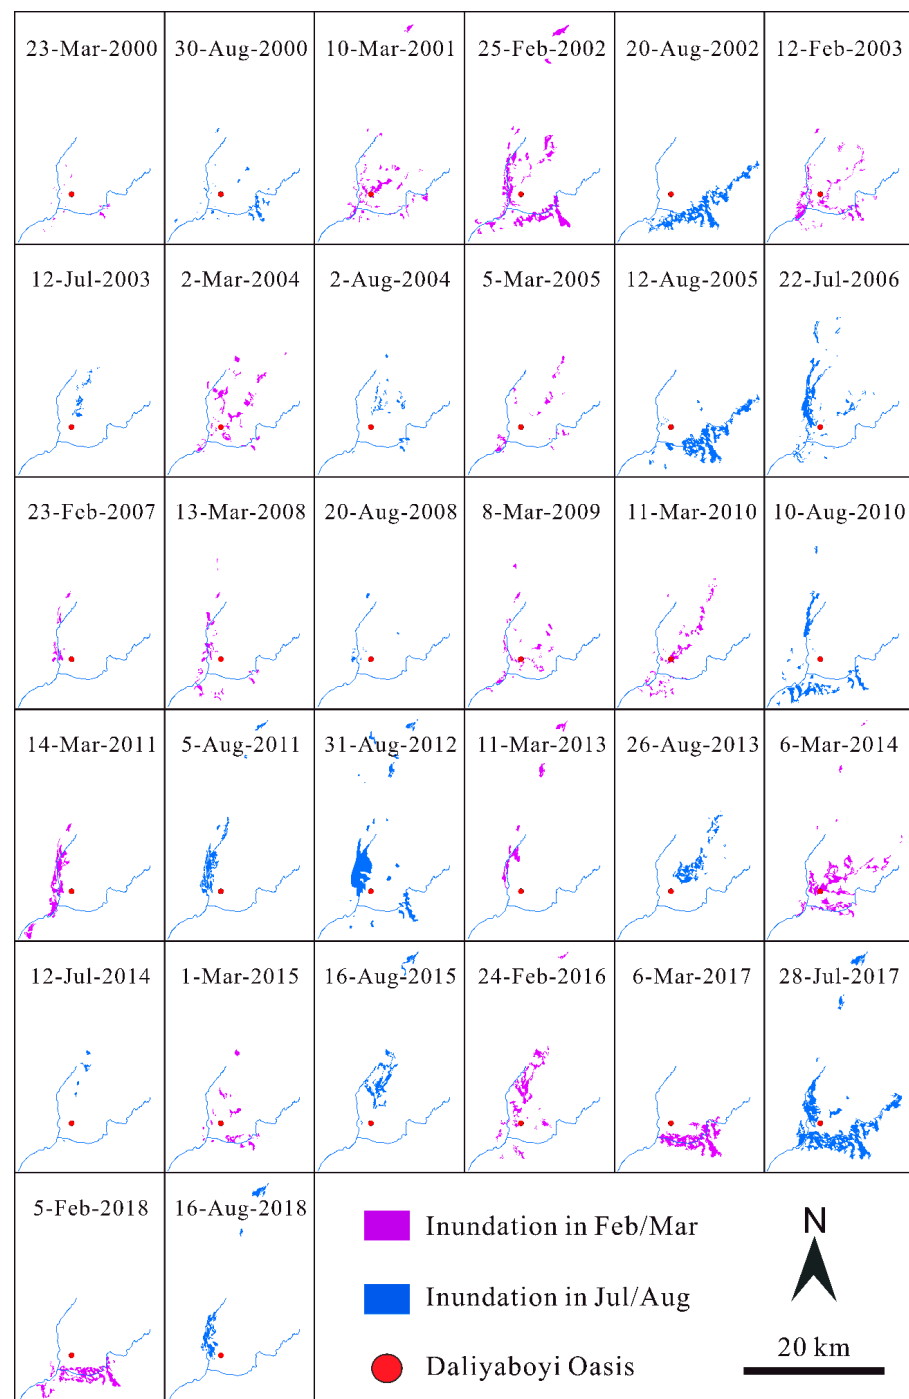 23-Mar-2000
30-Aug-2000
10-Mar-2001
25-Feb-2002
20-Aug-2002
12-Feb-2003
12-Jul-2003
2-Mar-2004
2-Aug-2004
5-Mar-2005
12-Aug-2005
22-Jul-2006
23-Feb-2007
13-Mar-2008
20-Aug-2008
8-Mar-2009
11-Mar-2010
10-Aug-2010
14-Mar-2011
5-Aug-2011
31-Aug-2012
11-Mar-2013
26-Aug-2013
6-Mar-2014
12-Jul-2014
1-Mar-2015
16-Aug-2015
24-Feb-2016
6-Mar-2017
28-Jul-2017
5-Feb-2018
16-Aug-2018
Inundation in Feb/Mar
Inundation in Jul/Aug
Daliyaboyi Oasis
N
20 km